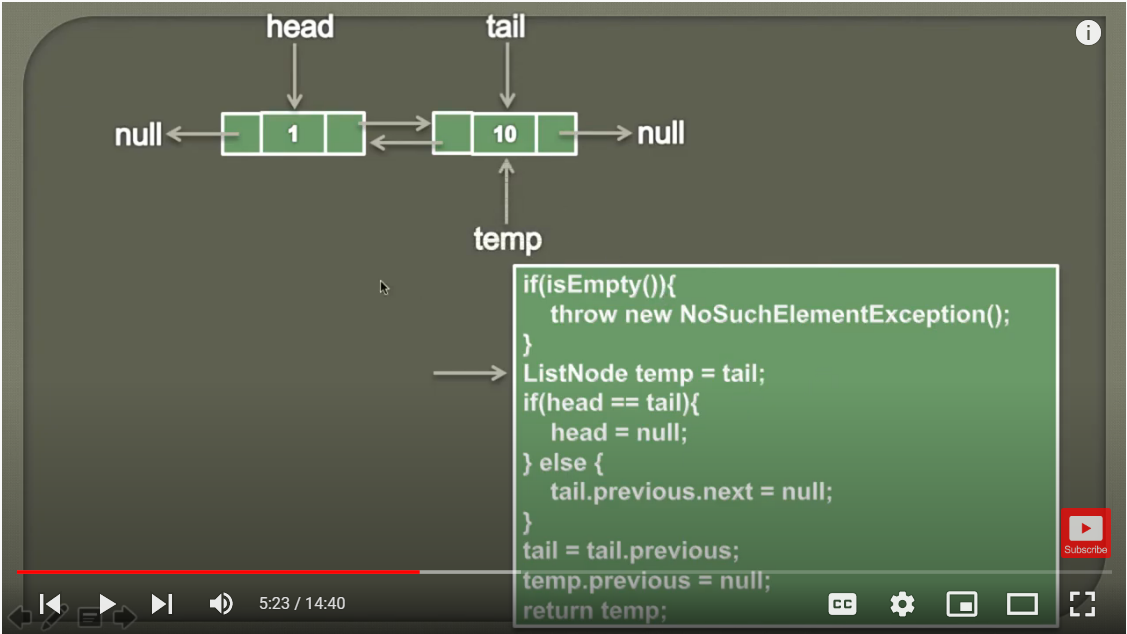 head
tail
null
1
10
null
temp
if(isEmpty()){
throw new NoSuchElementException();
}
ListNode temp = tail;
if(head == tail){
head = null;
} else {
tail.previous.next = null;
}
tail = tail.previous;
temp.previous = null;
return temp;
Subscribe
5:23 / 14:40
CC
i